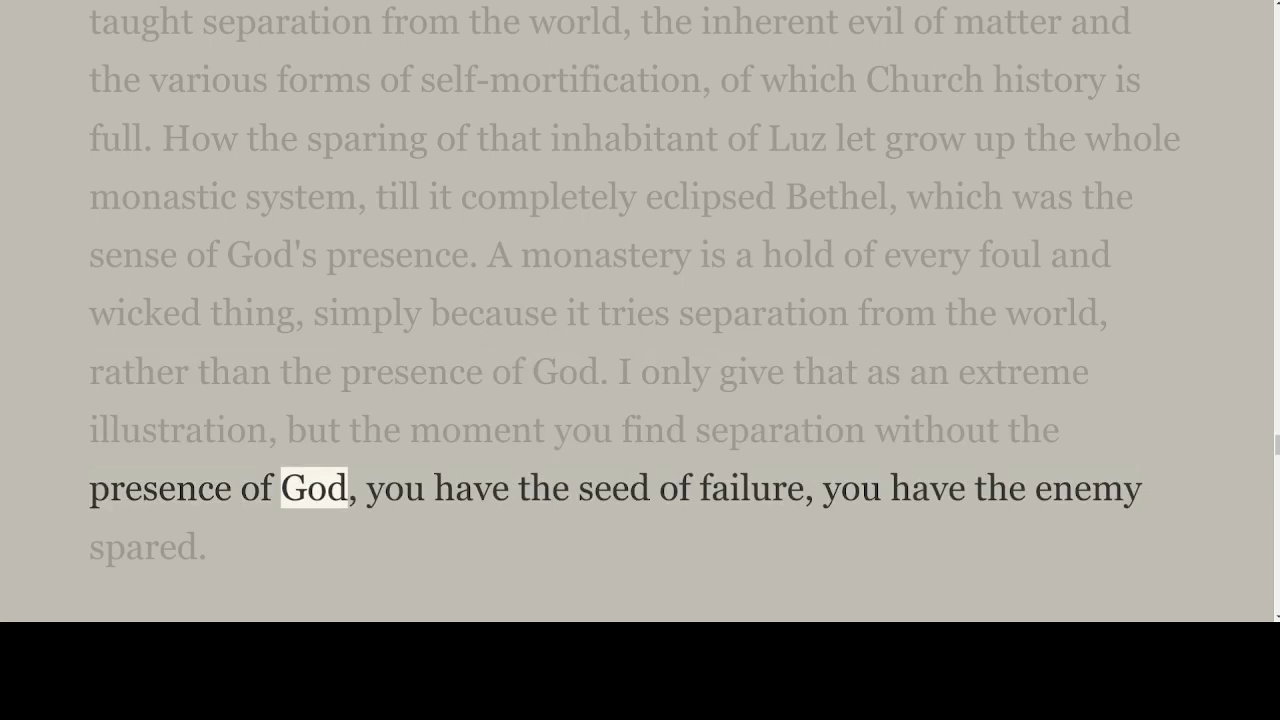 taught separation from the world, the inherent evil of matter and
the various forms of self-mortification, of which Church history is
full. How the sparing of that inhabitant of Luz let grow up the whole
monastic system, till it completely eclipsed Bethel, which was the
sense of God's presence. A monastery is a hold of every foul and
wicked thing, simply because it tries separation from the world,
rather than the presence of God. I only give that as an extreme
illustration, but the moment you find separation without the
presence of God, you have the seed of failure, you have the enemy
spared.